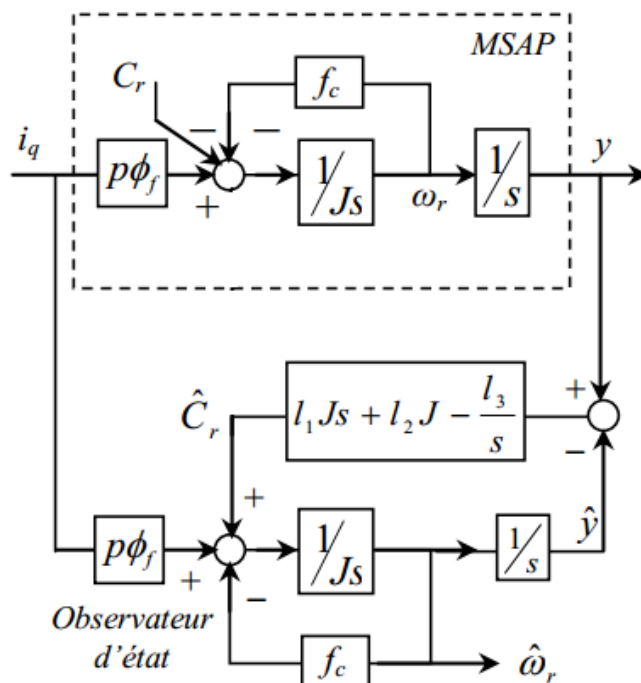 MSAP
C_r
f_c
i_q
−
−
pϕ_f
+
1/Js
ω_r
1/s
y
Ĉ_r
l_1 Js + l_2 J − l_3/s
+
−
+
pϕ_f
+
−
1/Js
1/s
ŷ
Observateur
d'état
f_c
ω̂_r